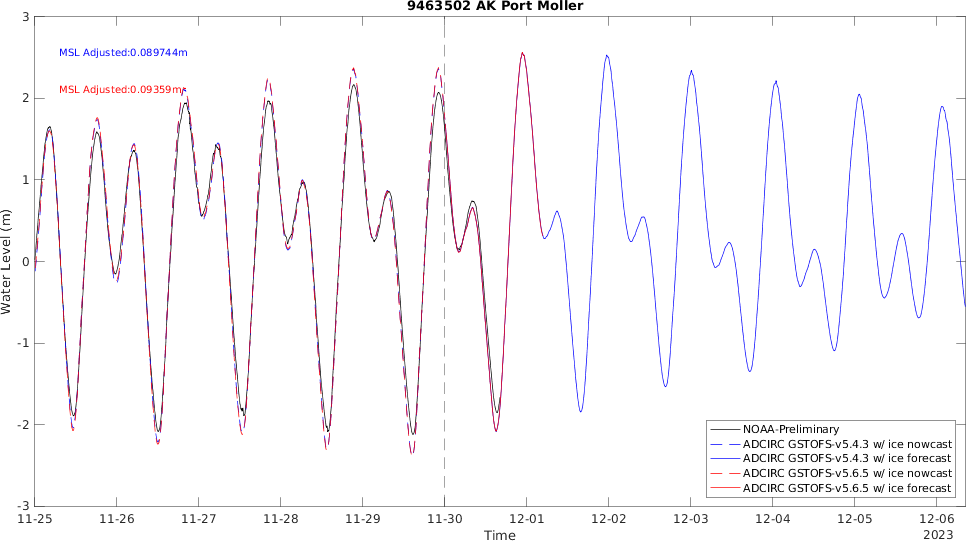 9463502 AK Port Moller
3
2
1
0
-1
-2
-3
Water Level (m)
MSL Adjusted:0.089744m
MSL Adjusted:0.09359m
NOAA-Preliminary
ADCIRC GSTOFS-v5.4.3 w/ ice nowcast
ADCIRC GSTOFS-v5.4.3 w/ ice forecast
ADCIRC GSTOFS-v5.6.5 w/ ice nowcast
ADCIRC GSTOFS-v5.6.5 w/ ice forecast
11-25 11-26 11-27 11-28 11-29 11-30 12-01 12-02 12-03 12-04 12-05 12-06
2023
Time